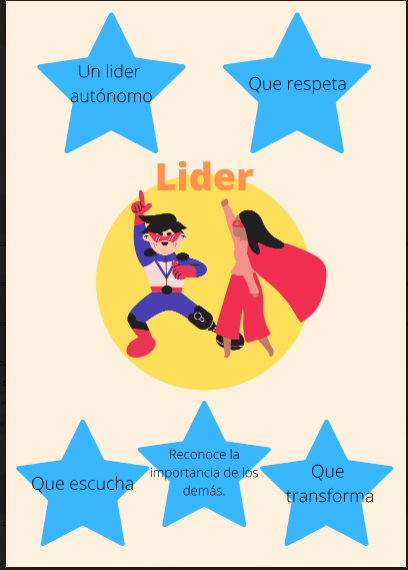 Un lider
autónomo
Que respeta
Lider
Que escucha
Reconoce la
importancia de los
demás.
Que
transforma